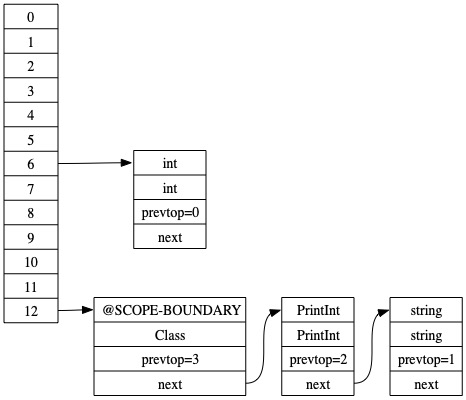 0
1
2
3
4
5
6
7
8
9
10
11
12
int
int
prevtop=0
next
@SCOPE-BOUNDARY
Class
prevtop=3
next
PrintInt
PrintInt
prevtop=2
next
string
string
prevtop=1
next